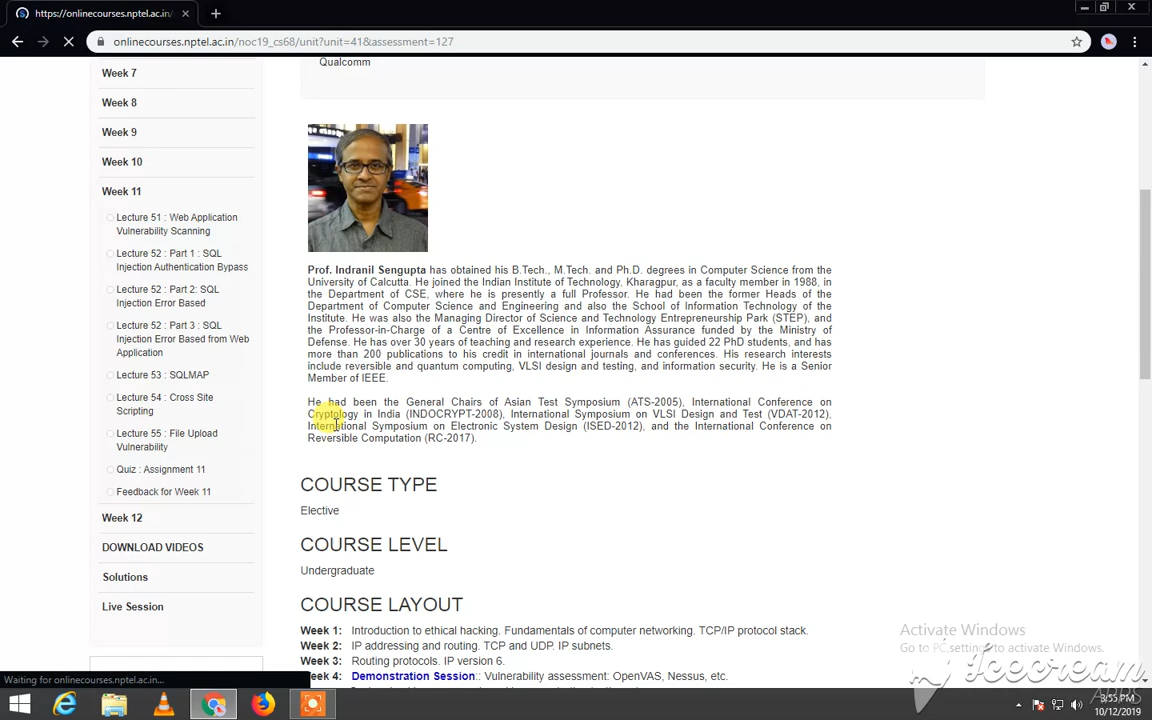 https://onlinecourses.nptel.ac.in/
onlinecourses.nptel.ac.in/noc19_cs68/unit?unit=41&assessment=127
Week 7
Week 8
Week 9
Week 10
Week 11
Lecture 51 : Web Application
Vulnerability Scanning
Lecture 52 : Part 1 : SQL
Injection Authentication Bypass
Lecture 52 : Part 2: SQL
Injection Error Based
Lecture 52 : Part 3 : SQL
Injection Error Based from Web
Application
Lecture 53 : SQLMAP
Lecture 54 : Cross Site
Scripting
Lecture 55 : File Upload
Vulnerability
Quiz : Assignment 11
Feedback for Week 11
Week 12
DOWNLOAD VIDEOS
Solutions
Live Session
Qualcomm
Prof. Indranil Sengupta has obtained his B.Tech., M.Tech. and Ph.D. degrees in Computer Science from the
University of Calcutta. He joined the Indian Institute of Technology, Kharagpur, as a faculty member in 1988, in
the Department of CSE, where he is presently a full Professor. He had been the former Heads of the
Department of Computer Science and Engineering and also the School of Information Technology of the
Institute. He was also the Managing Director of Science and Technology Entrepreneurship Park (STEP), and
the Professor-in-Charge of a Centre of Excellence in Information Assurance funded by the Ministry of
Defense. He has over 30 years of teaching and research experience. He has guided 22 PhD students, and has
more than 200 publications to his credit in international journals and conferences. His research interests
include reversible and quantum computing, VLSI design and testing, and information security. He is a Senior
Member of IEEE.
He had been the General Chairs of Asian Test Symposium (ATS-2005), International Conference on
Cryptology in India (INDOCRYPT-2008), International Symposium on VLSI Design and Test (VDAT-2012),
International Symposium on Electronic System Design (ISED-2012), and the International Conference on
Reversible Computation (RC-2017).
COURSE TYPE
Elective
COURSE LEVEL
Undergraduate
COURSE LAYOUT
Week 1: Introduction to ethical hacking. Fundamentals of computer networking. TCP/IP protocol stack.
Week 2: IP addressing and routing. TCP and UDP. IP subnets.
Week 3: Routing protocols. IP version 6.
Week 4: Demonstration Session:: Vulnerability assessment: OpenVAS, Nessus, etc.
Activate Windows
Go to PC settings to activate Windows.
Icecream
APPS
Waiting for onlinecourses.nptel.ac.in...
3:55 PM
10/12/2019